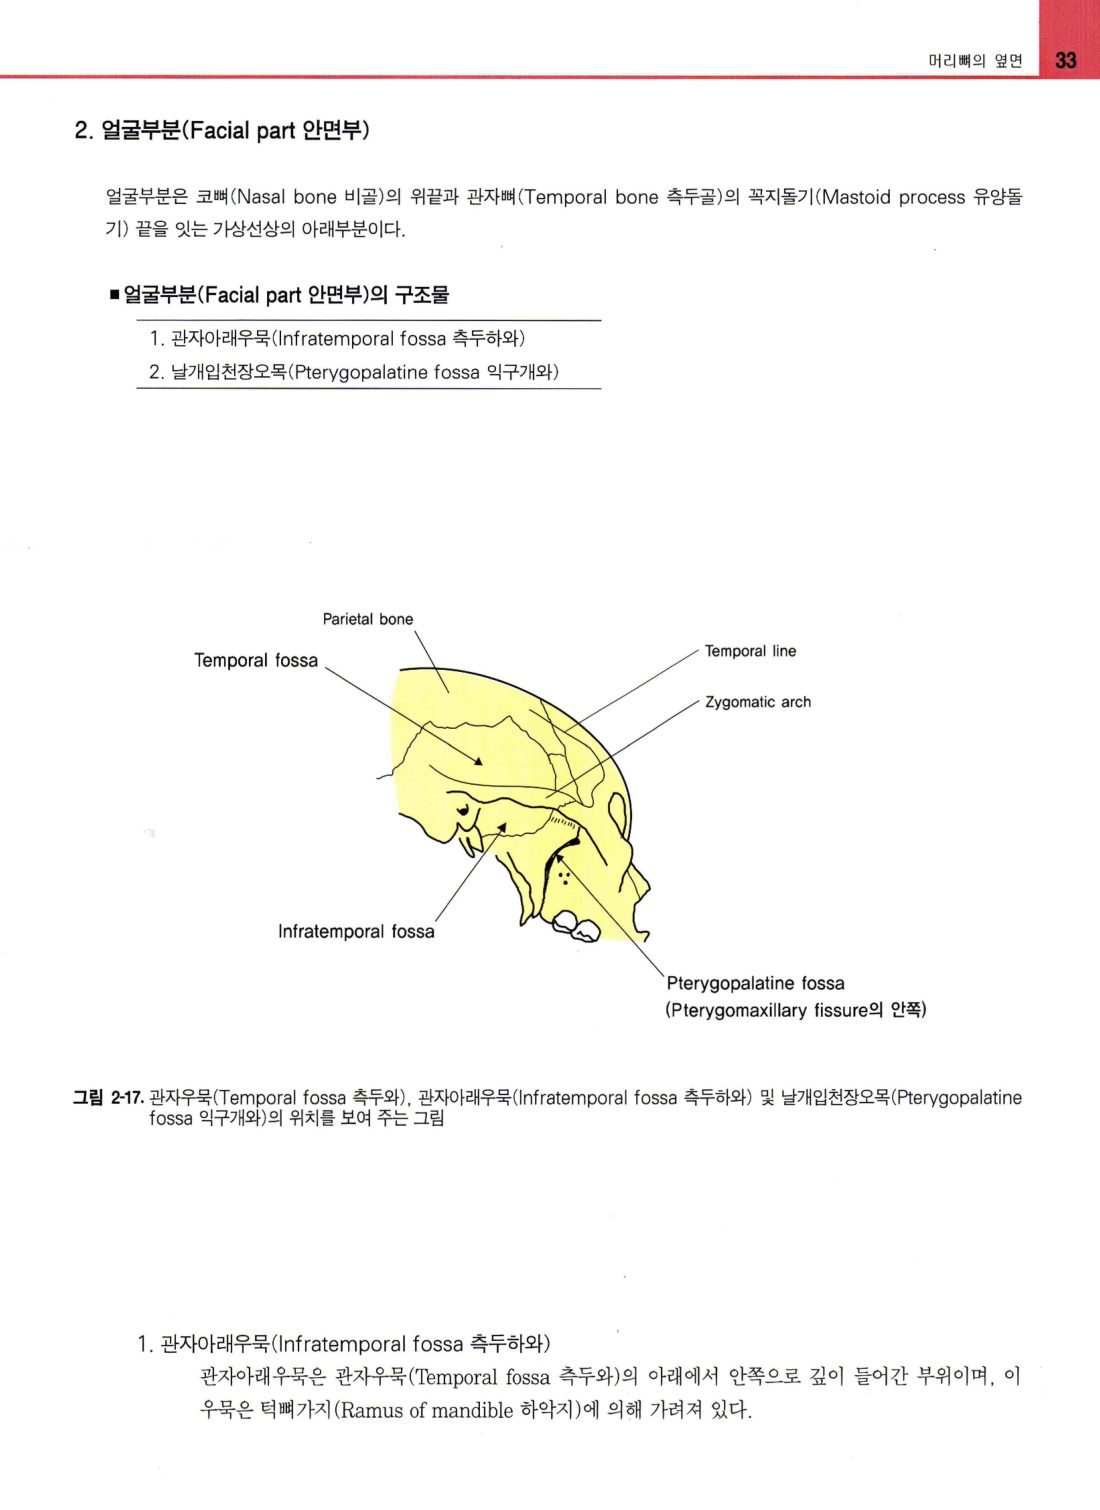 머리뼈의 옆면 33
2. 얼굴부분(Facial part 안면부)
얼굴부분은 코뼈(Nasal bone 비골)의 위끝과 관자뼈(Temporal bone 측두골)의 꼭지돌기(Mastoid process 유양돌
기) 끝을 잇는 가상선상의 아래부분이다.
■ 얼굴부분(Facial part 안면부)의 구조물
1. 관자아래우묵(Infratemporal fossa 측두하와)
2. 날개입천장오목(Pterygopalatine fossa 익구개와)
Parietal bone
Temporal fossa
Temporal line
Zygomatic arch
Infratemporal fossa
Pterygopalatine fossa
(Pterygomaxillary fissure의 안쪽)
그림 2-17. 관자우묵(Temporal fossa 측두와), 관자아래우묵(Infratemporal fossa 측두하와) 및 날개입천장오목(Pterygopalatine
fossa 익구개와)의 위치를 보여 주는 그림
1. 관자아래우묵(Infratemporal fossa 측두하와)
관자아래우묵은 관자우묵(Temporal fossa 측두와)의 아래에서 안쪽으로 깊이 들어간 부위이며, 이
우묵은 턱뼈가지(Ramus of mandible 하악지)에 의해 가려져 있다.